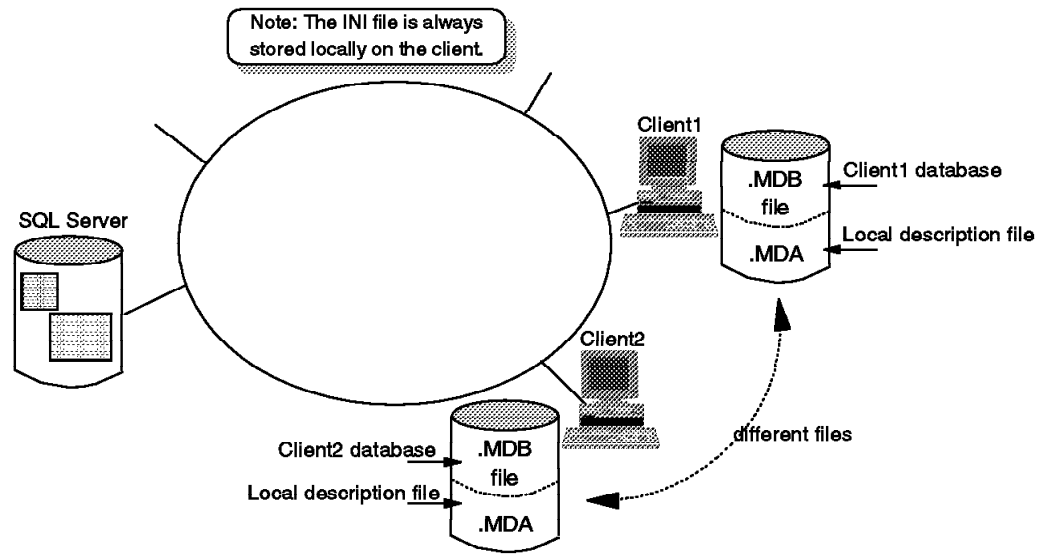 Note: The INI file is always
stored locally on the client.
Client1
.MDB
file
.MDA
Client1 database
Local description file
SQL Server
Client2
different files
Client2 database
Local description file
.MDB
file
.MDA